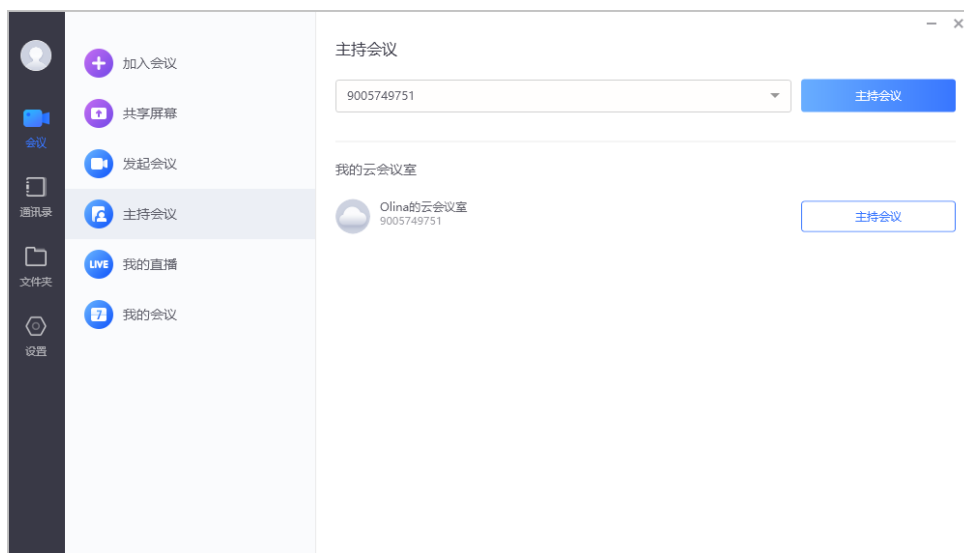 会议
通讯录
文件夹
设置
加入会议
共享屏幕
发起会议
主持会议
LIVE
我的直播
7
我的会议
主持会议
9005749751
主持会议
我的云会议室
Olina的云会议室
9005749751
主持会议